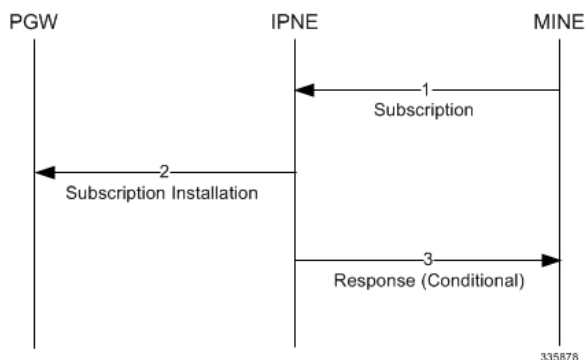 PGW IPNE MINE
1
Subscription
2
Subscription Installation
3
Response (Conditional)
335878